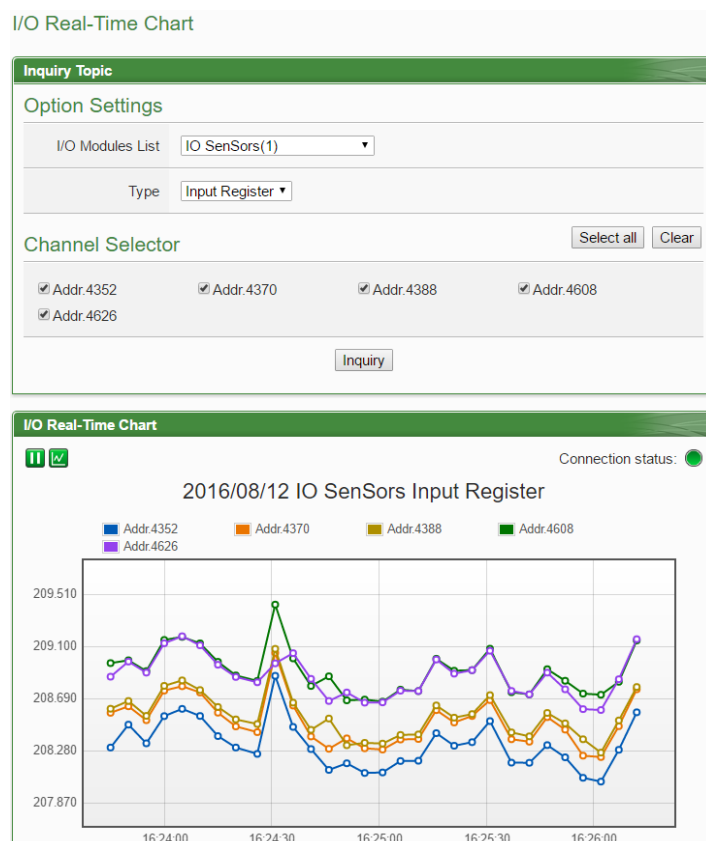 I/O Real-Time Chart
Inquiry Topic
Option Settings
I/O Modules List IO SenSors(1)
Type Input Register
Channel Selector Select all Clear
Addr.4352 Addr.4370 Addr.4388 Addr.4608
Addr.4626
Inquiry
I/O Real-Time Chart
Connection status:
2016/08/12 IO SenSors Input Register
Addr.4352 Addr.4370 Addr.4388 Addr.4608
Addr.4626
209.510
209.100
208.690
208.280
207.870
16:24:00 16:24:30 16:25:00 16:25:30 16:26:00